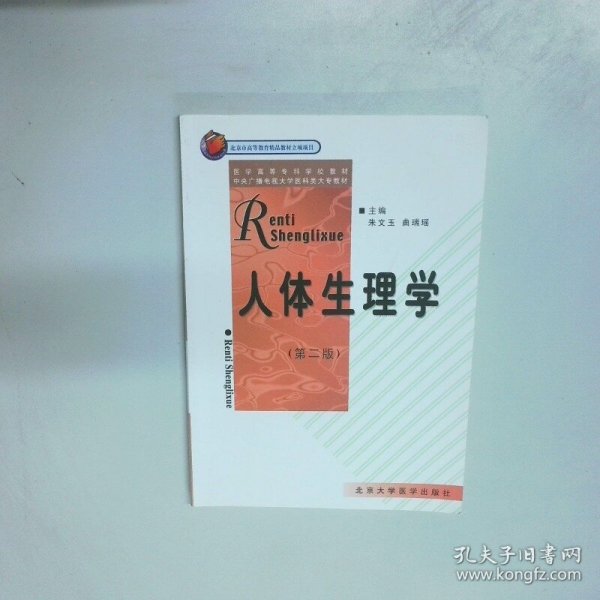 北京市高等教育精品教材立项项目
医学高等专科学校教材
中央广播电视大学医科类大专教材
Renti
Shenglixue
主编
朱文玉 曲瑞瑶
人体生理学
(第二版)
Renti Shenglixue
北京大学医学出版社
孔夫子旧书网
www.kongfz.com